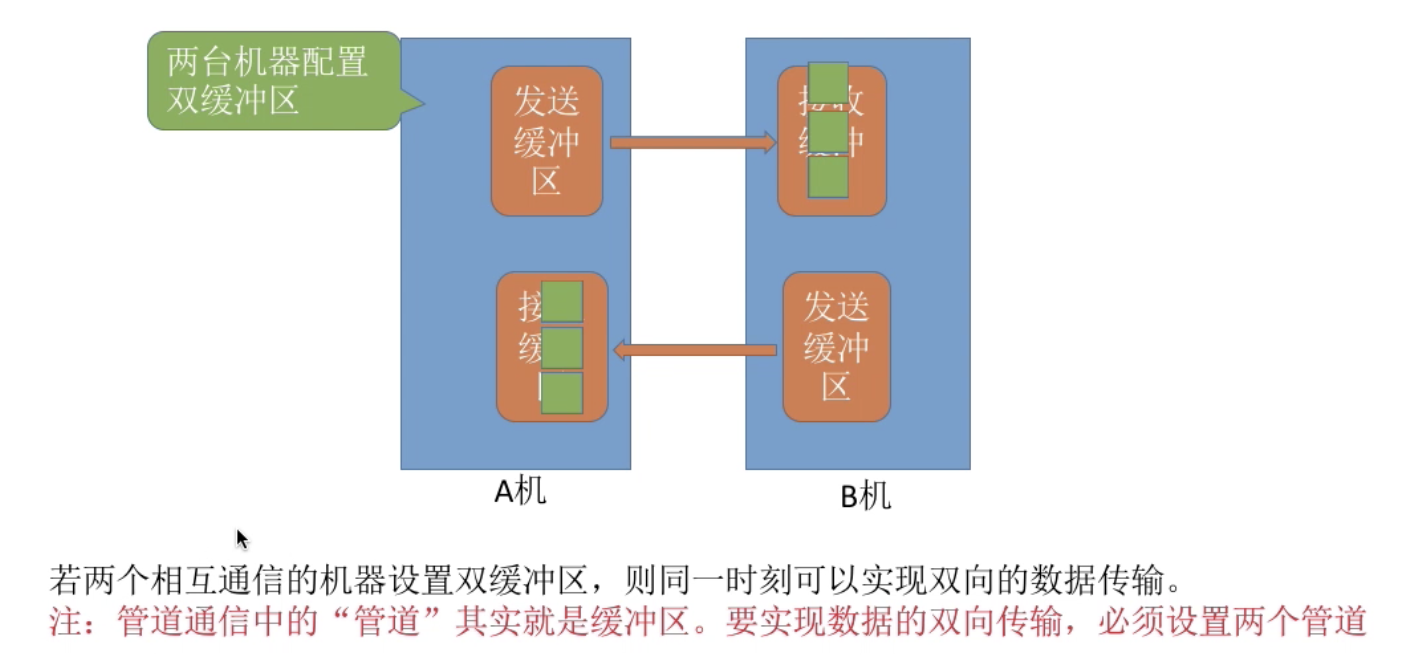 两台机器配置
双缓冲区
发送
缓冲
区
收
冲
接
缓
发送
缓冲
区
A机
B机
若两个相互通信的机器设置双缓冲区，则同一时刻可以实现双向的数据传输。
注：管道通信中的“管道”其实就是缓冲区。要实现数据的双向传输，必须设置两个管道